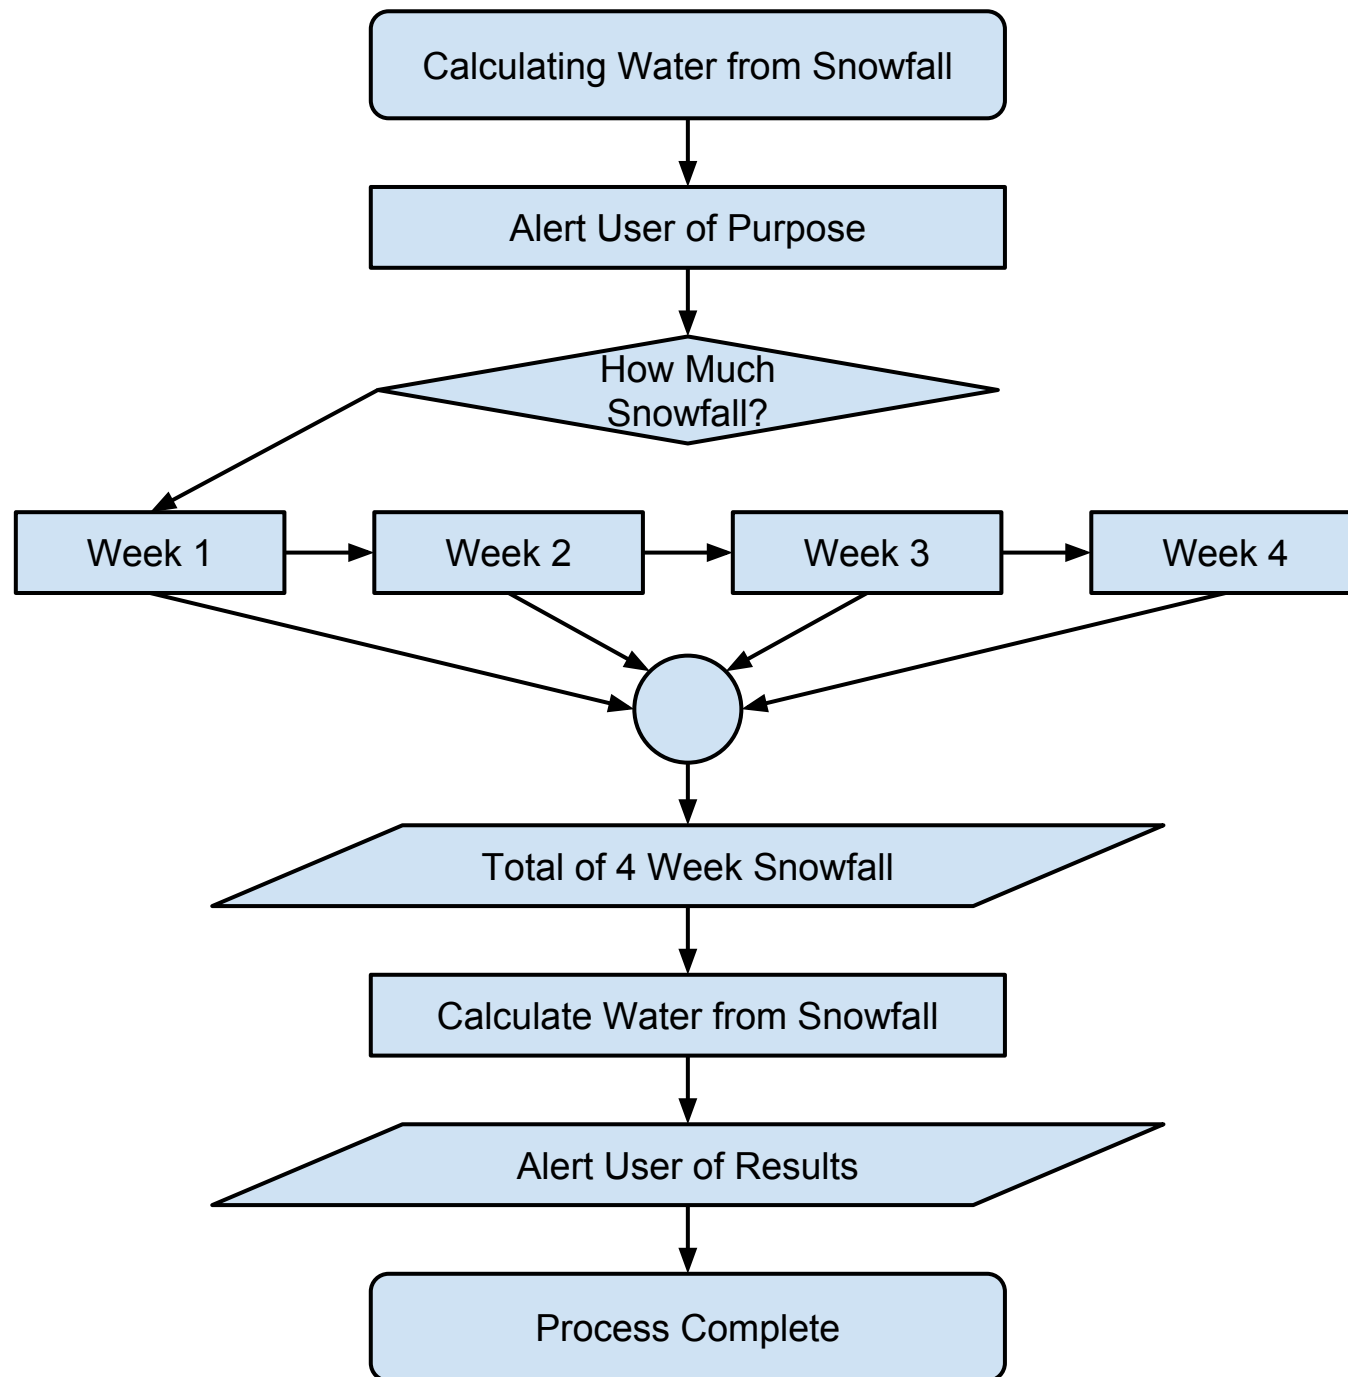 Calculating Water from Snowfall
Alert User of Purpose
How Much
Snowfall?
Week 1
Week 2
Week 3
Week 4
Total of 4 Week Snowfall
Calculate Water from Snowfall
Alert User of Results
Process Complete